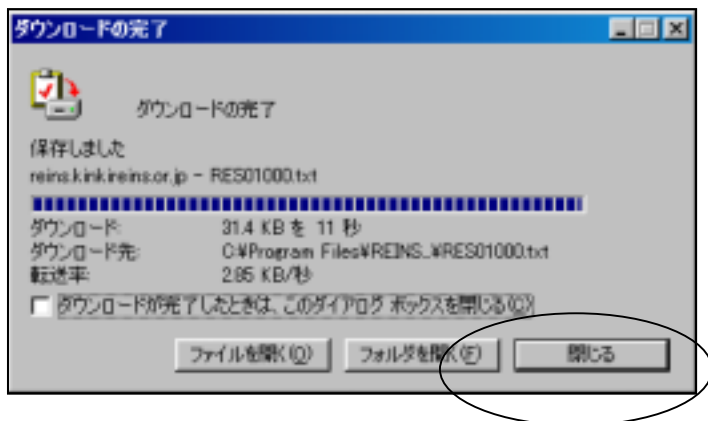 ダウンロードの完了
ダウンロードの完了
保存しました
reins.kinkireins.or.jp - RES01000.txt
ダウンロード: 31.4 KB を 11 秒
ダウンロード先: C:¥Program Files¥REINS_¥RES01000.txt
転送率: 2.85 KB/秒
ダウンロードが完了したときは、このダイアログ ボックスを閉じる(C)
ファイルを開く(O) フォルダを開く(F) 閉じる